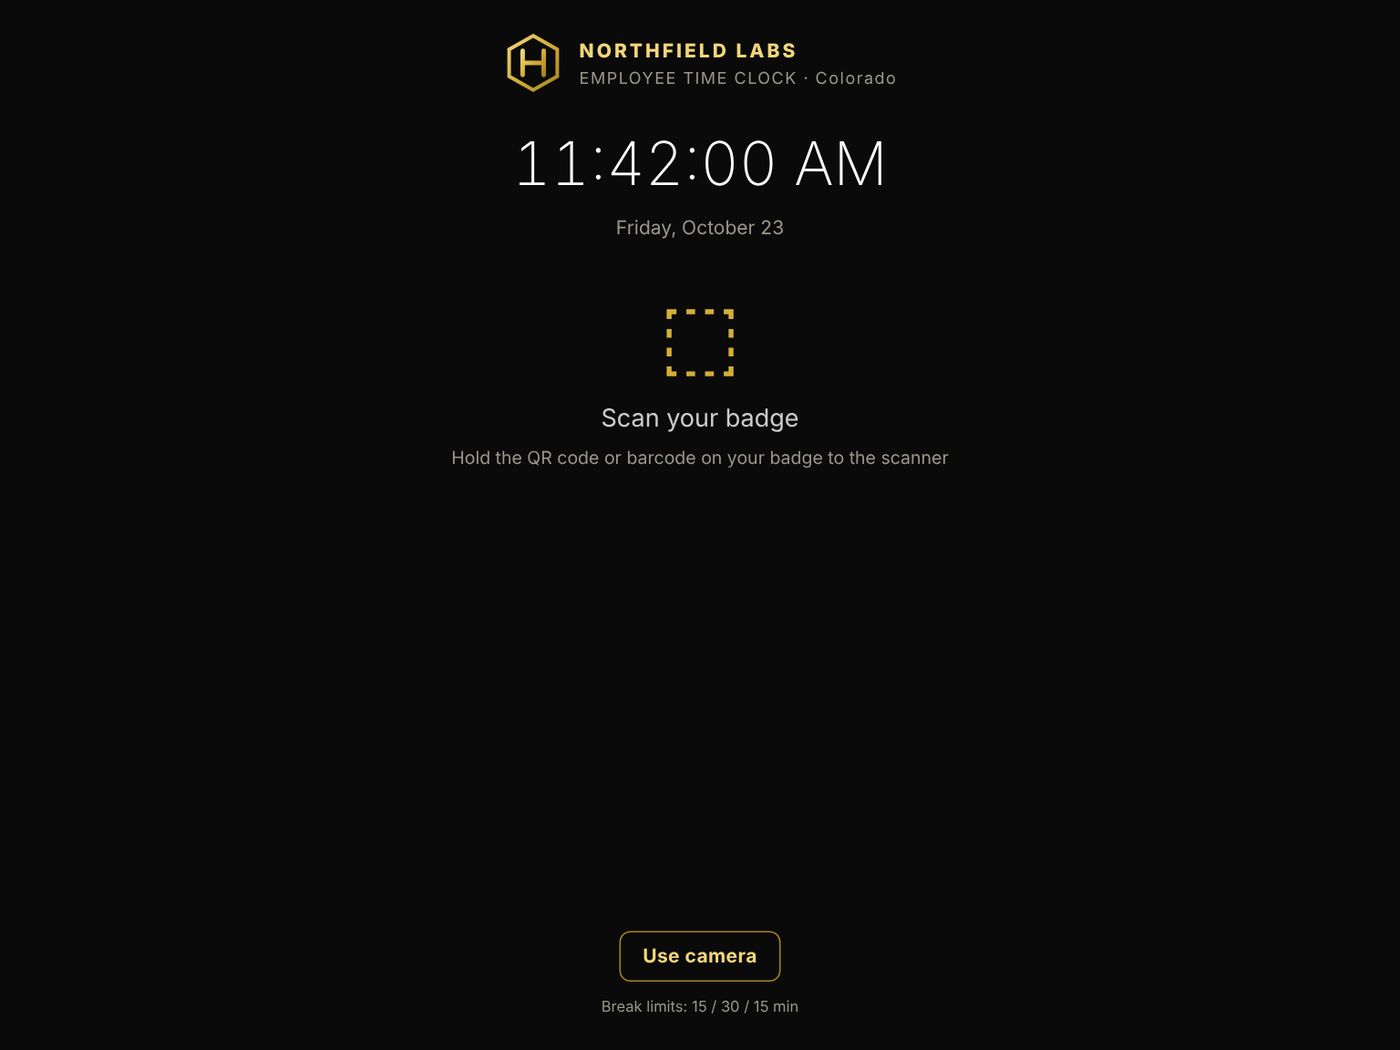 NORTHFIELD LABS
EMPLOYEE TIME CLOCK · Colorado
11:42:00 AM
Friday, October 23
Scan your badge
Hold the QR code or barcode on your badge to the scanner
Use camera
Break limits: 15 / 30 / 15 min